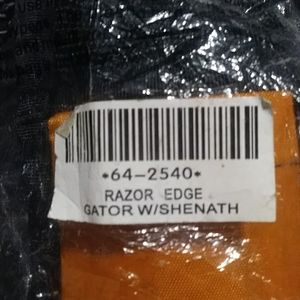 *64-2540*
RAZOR EDGE
GATOR W/SHENATH